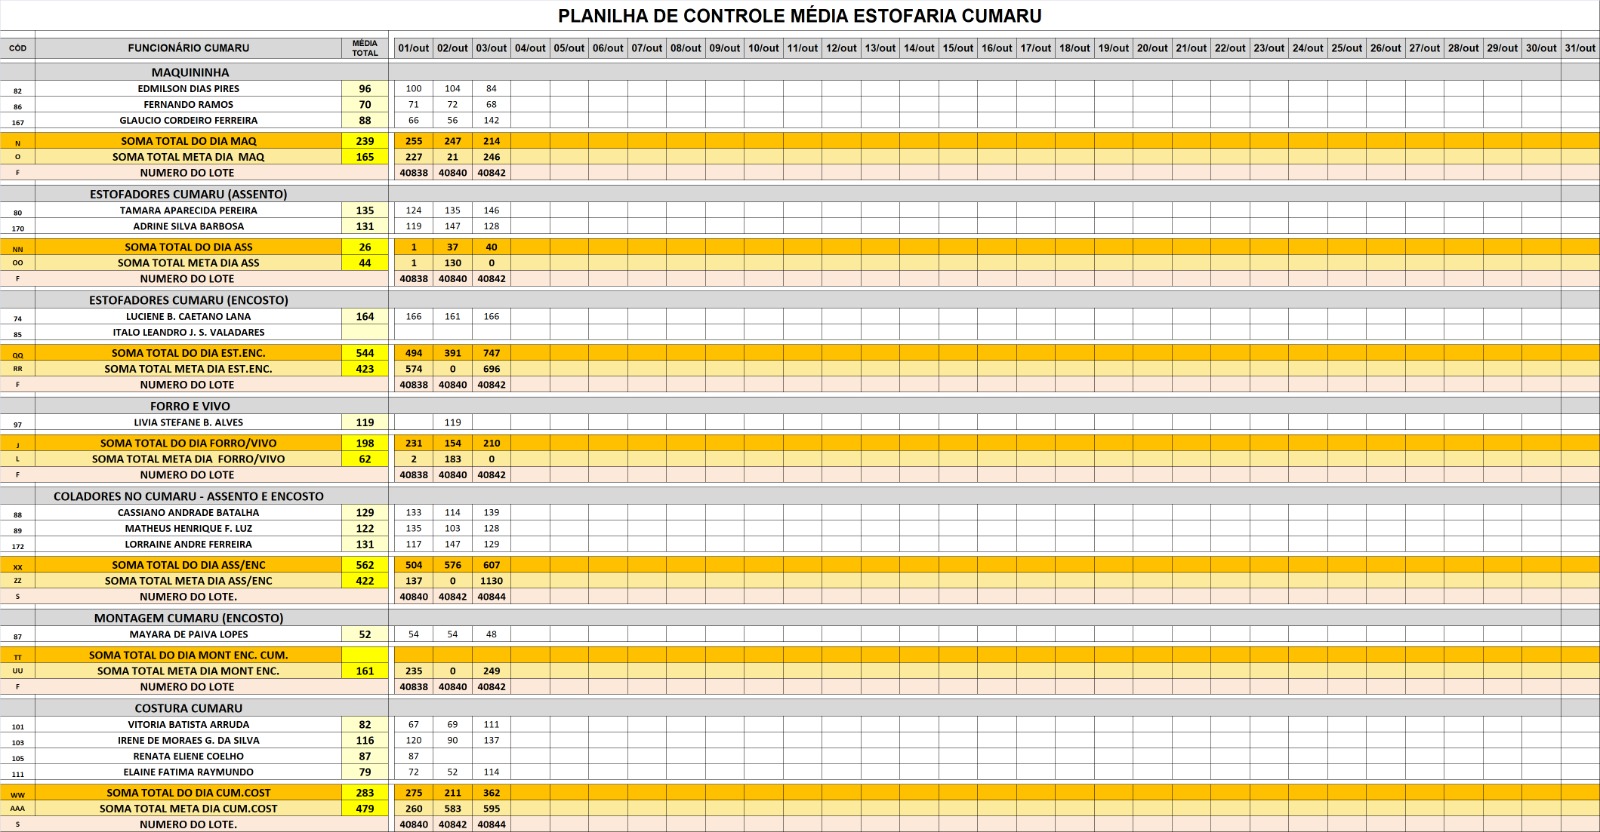 PLANILHA DE CONTROLE MÉDIA ESTOFARIA CUMARU
CÓD FUNCIONÁRIO CUMARU MÉDIA TOTAL 01/out 02/out 03/out 04/out 05/out 06/out 07/out 08/out 09/out 10/out 11/out 12/out 13/out 14/out 15/out 16/out 17/out 18/out 19/out 20/out 21/out 22/out 23/out 24/out 25/out 26/out 27/out 28/out 29/out 30/out 31/out
MAQUININHA
82 EDMILSON DIAS PIRES 96 100 104 84
86 FERNANDO RAMOS 70 71 72 68
167 GLAUCIO CORDEIRO FERREIRA 88 66 56 142
N SOMA TOTAL DO DIA MAQ 239 255 247 214
O SOMA TOTAL META DIA MAQ 165 227 21 246
F NUMERO DO LOTE 40838 40840 40842
ESTOFADORES CUMARU (ASSENTO)
80 TAMARA APARECIDA PEREIRA 135 124 135 146
170 ADRINE SILVA BARBOSA 131 119 147 128
NN SOMA TOTAL DO DIA ASS 26 1 37 40
OO SOMA TOTAL META DIA ASS 44 1 130 0
F NUMERO DO LOTE 40838 40840 40842
ESTOFADORES CUMARU (ENCOSTO)
74 LUCIENE B. CAETANO LANA 164 166 161 166
85 ITALO LEANDRO J. S. VALADARES
QQ SOMA TOTAL DO DIA EST.ENC. 544 494 391 747
RR SOMA TOTAL META DIA EST.ENC. 423 574 0 696
F NUMERO DO LOTE 40838 40840 40842
FORRO E VIVO
97 LIVIA STEFANE B. ALVES 119 119
J SOMA TOTAL DO DIA FORRO/VIVO 198 231 154 210
L SOMA TOTAL META DIA FORRO/VIVO 62 2 183 0
F NUMERO DO LOTE 40838 40840 40842
COLADORES NO CUMARU - ASSENTO E ENCOSTO
88 CASSIANO ANDRADE BATALHA 129 133 114 139
89 MATHEUS HENRIQUE F. LUZ 122 135 103 128
172 LORRAINE ANDRE FERREIRA 131 117 147 129
XX SOMA TOTAL DO DIA ASS/ENC 562 504 576 607
ZZ SOMA TOTAL META DIA ASS/ENC 422 137 0 1130
S NUMERO DO LOTE. 40840 40842 40844
MONTAGEM CUMARU (ENCOSTO)
87 MAYARA DE PAIVA LOPES 52 54 54 48
TT SOMA TOTAL DO DIA MONT ENC. CUM.
UU SOMA TOTAL META DIA MONT ENC. 161 235 0 249
F NUMERO DO LOTE 40838 40840 40842
COSTURA CUMARU
101 VITORIA BATISTA ARRUDA 82 67 69 111
103 IRENE DE MORAES G. DA SILVA 116 120 90 137
105 RENATA ELIENE COELHO 87 87
111 ELAINE FATIMA RAYMUNDO 79 72 52 114
WW SOMA TOTAL DO DIA CUM.COST 283 275 211 362
AAA SOMA TOTAL META DIA CUM.COST 479 260 583 595
S NUMERO DO LOTE. 40840 40842 40844